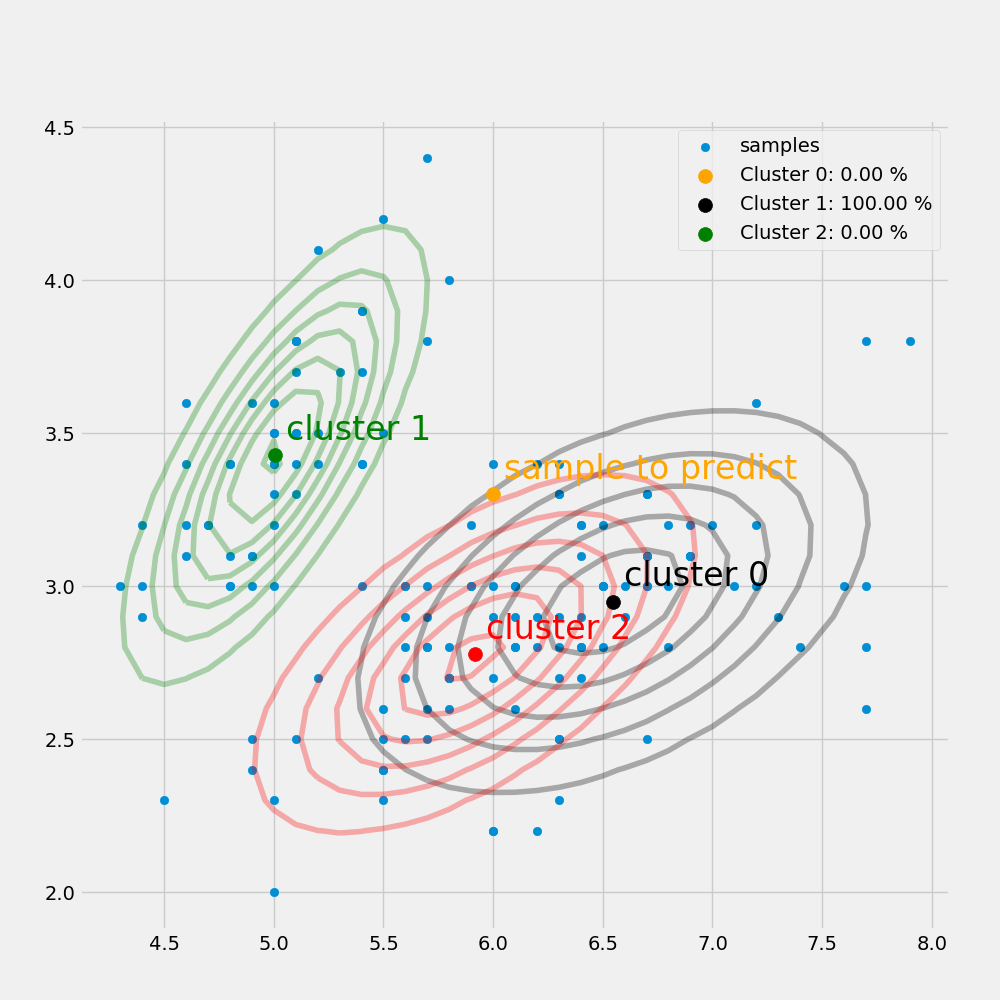 4.5
4.0
3.5
3.0
2.5
2.0
samples
Cluster 0: 0.00 %
Cluster 1: 100.00 %
Cluster 2: 0.00 %
cluster 1
sample to predict
cluster 0
cluster 2
4.5 5.0 5.5 6.0 6.5 7.0 7.5 8.0